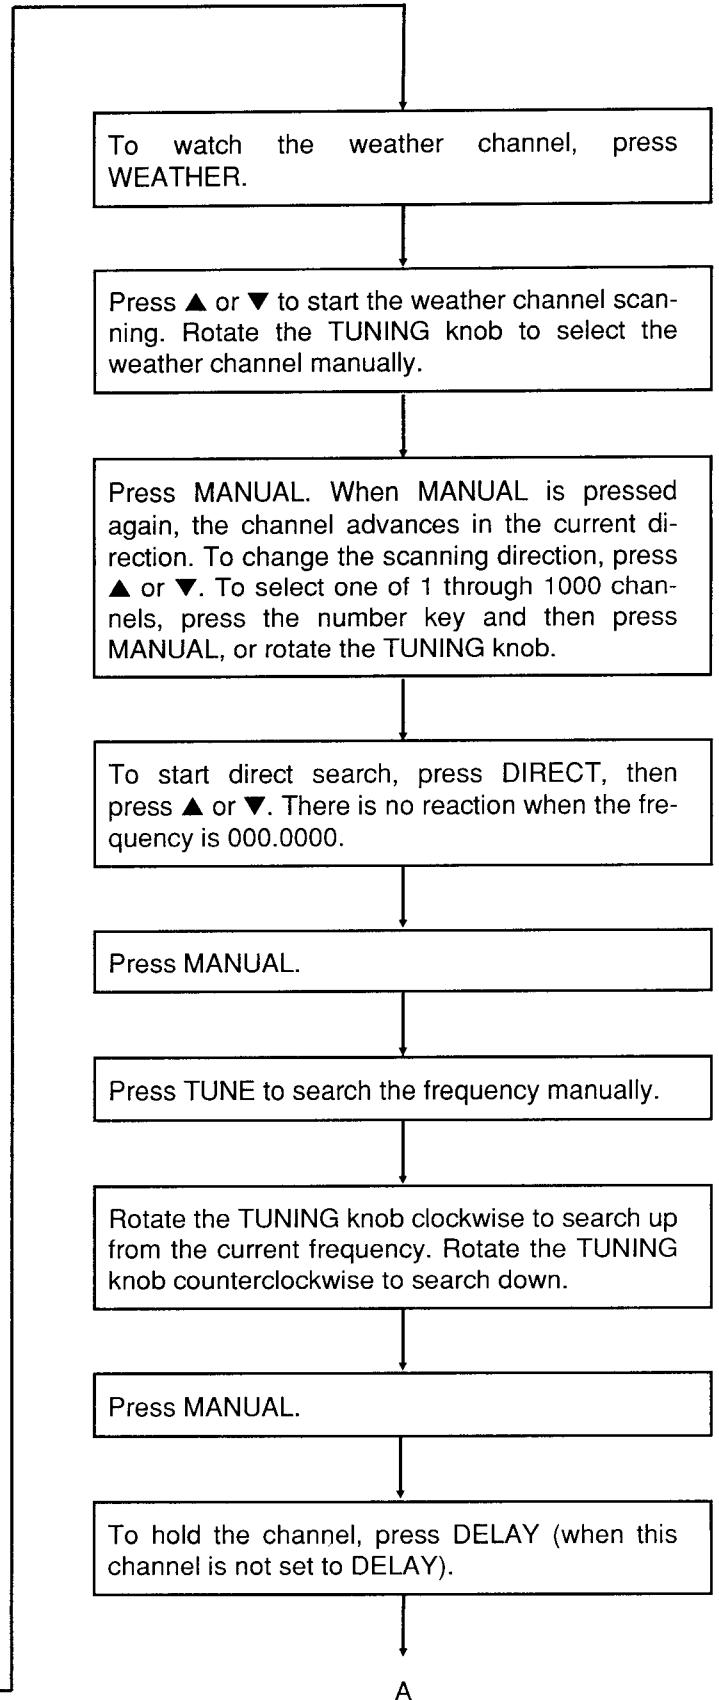 To watch the weather channel, press
WEATHER.
Press ▲ or ▼ to start the weather channel scan-
ning. Rotate the TUNING knob to select the
weather channel manually.
Press MANUAL. When MANUAL is pressed
again, the channel advances in the current di-
rection. To change the scanning direction, press
▲ or ▼. To select one of 1 through 1000 chan-
nels, press the number key and then press
MANUAL, or rotate the TUNING knob.
To start direct search, press DIRECT, then
press ▲ or ▼. There is no reaction when the fre-
quency is 000.0000.
Press MANUAL.
Press TUNE to search the frequency manually.
Rotate the TUNING knob clockwise to search up
from the current frequency. Rotate the TUNING
knob counterclockwise to search down.
Press MANUAL.
To hold the channel, press DELAY (when this
channel is not set to DELAY).
A